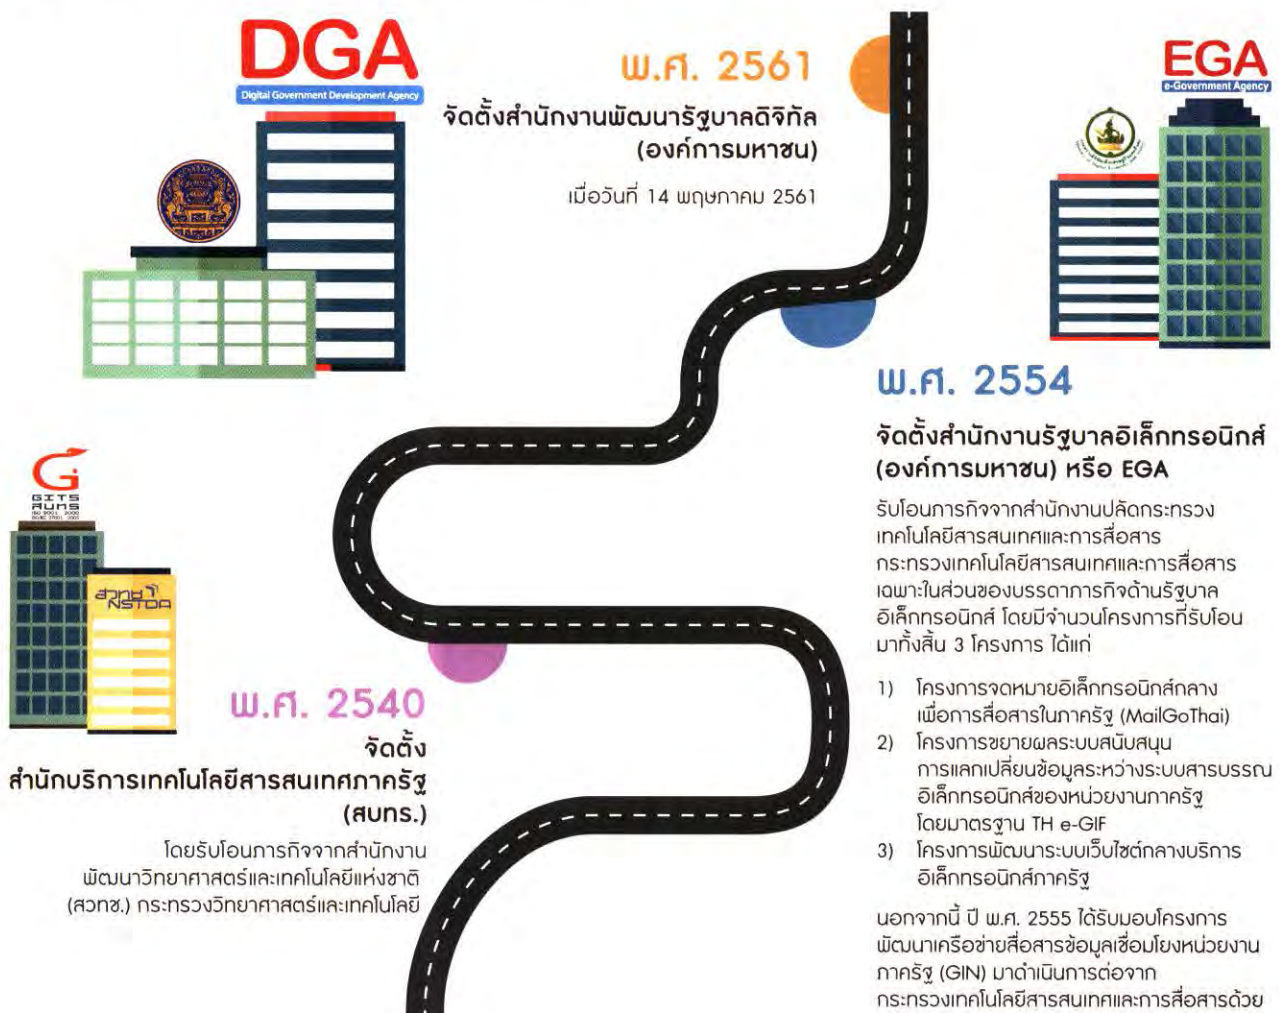 DGA
Digital Government Development Agency
พ.ศ. 2561
จัดตั้งสำนักงานพัฒนารัฐบาลดิจิทัล
(องค์การมหาชน)
เมื่อวันที่ 14 พฤษภาคม 2561
EGA
e-Government Agency
พ.ศ. 2554
จัดตั้งสำนักงานรัฐบาลอิเล็กทรอนิกส์
(องค์การมหาชน) หรือ EGA
รับโอนภารกิจจากสำนักงานปลัดกระทรวง
เทคโนโลยีสารสนเทศและการสื่อสาร
กระทรวงเทคโนโลยีสารสนเทศและการสื่อสาร
เฉพาะในส่วนของบรรดาภารกิจด้านรัฐบาล
อิเล็กทรอนิกส์ โดยมีจำนวนโครงการที่รับโอน
มาทั้งสิ้น 3 โครงการ ได้แก่
1) โครงการจดหมายอิเล็กทรอนิกส์กลาง
เพื่อการสื่อสารในภาครัฐ (MailGoThai)
2) โครงการขยายผลระบบสนับสนุน
การแลกเปลี่ยนข้อมูลระหว่างระบบสารบรรณ
อิเล็กทรอนิกส์ของหน่วยงานภาครัฐ
โดยมาตรฐาน TH e-GIF
3) โครงการพัฒนาระบบเว็บไซต์กลางบริการ
อิเล็กทรอนิกส์ภาครัฐ
นอกจากนี้ ปี พ.ศ. 2555 ได้รับมอบโครงการ
พัฒนาเครือข่ายสื่อสารข้อมูลเชื่อมโยงหน่วยงาน
ภาครัฐ (GIN) มาดำเนินการต่อจาก
กระทรวงเทคโนโลยีสารสนเทศและการสื่อสารด้วย
GITS
สบทร
สวทช
NSTDA
พ.ศ. 2540
จัดตั้ง
สำนักบริการเทคโนโลยีสารสนเทศภาครัฐ
(สบทร.)
โดยรับโอนภารกิจจากสำนักงาน
พัฒนาวิทยาศาสตร์และเทคโนโลยีแห่งชาติ
(สวทช.) กระทรวงวิทยาศาสตร์และเทคโนโลยี